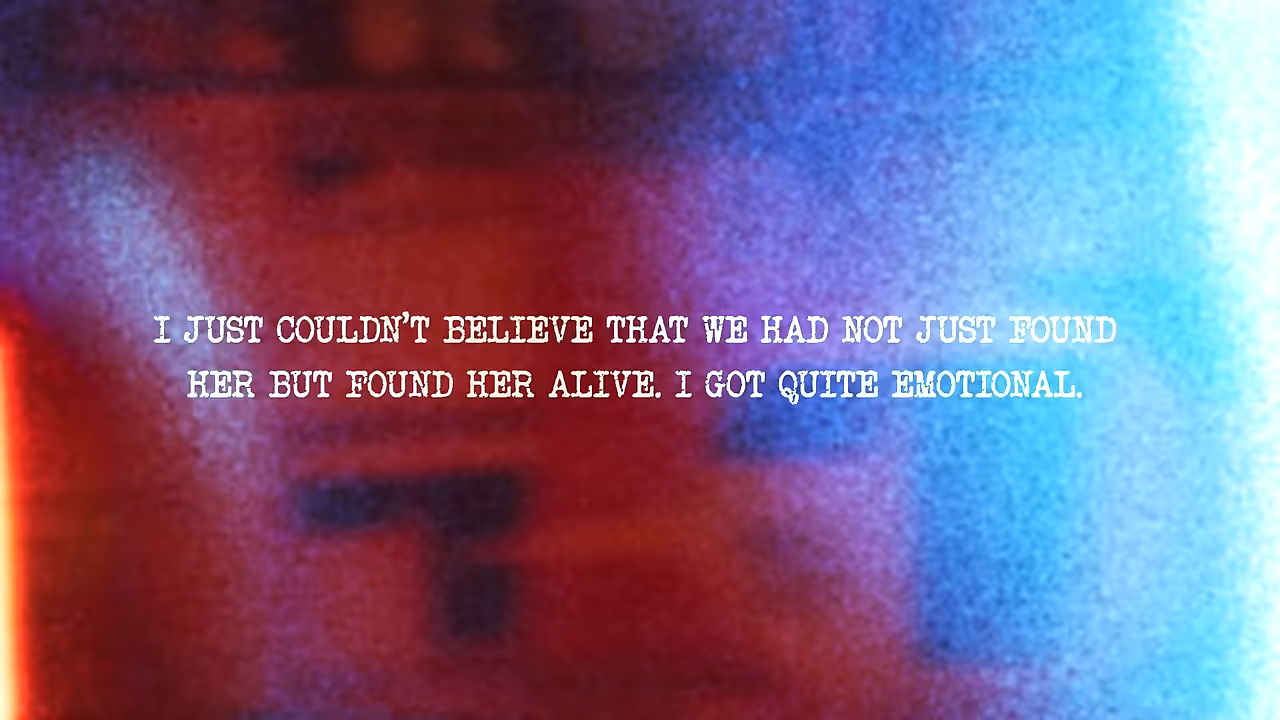 I JUST COULDN'T BELIEVE THAT WE HAD NOT JUST FOUND
HER BUT FOUND HER ALIVE. I GOT QUITE EMOTIONAL.